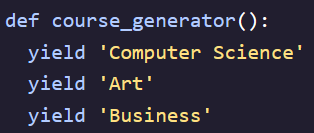 def course_generator():
  yield 'Computer Science'
  yield 'Art'
  yield 'Business'